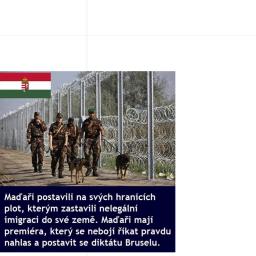 Maďaři postavili na svých hranicích
plot, kterým zastavili nelegální
imigraci do své země. Maďaři mají
premiéra, který se nebojí říkat pravdu
nahlas a postavit se diktátu Bruselu.